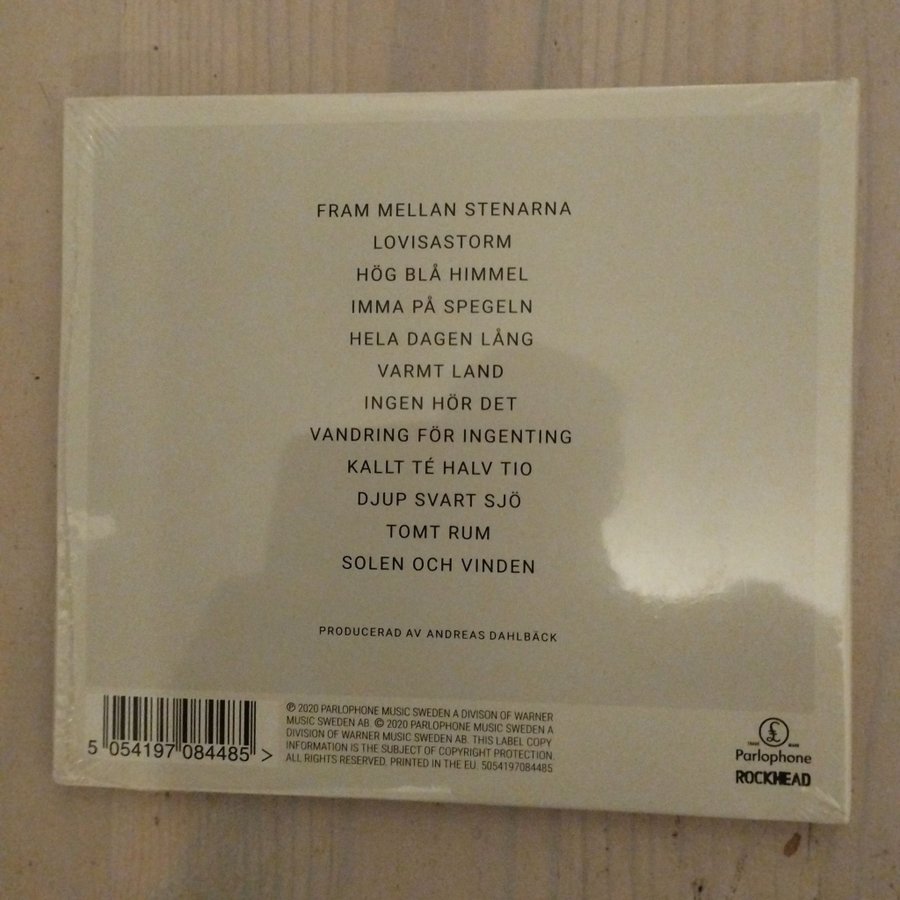 FRAM MELLAN STENARNA
LOVISASTORM
HÖG BLÅ HIMMEL
IMMA PÅ SPEGELN
HELA DAGEN LÅNG
VARMT LAND
INGEN HÖR DET
VANDRING FÖR INGENTING
KALLT TÉ HALV TIO
DJUP SVART SJÖ
TOMT RUM
SOLEN OCH VINDEN
PRODUCERAD AV ANDREAS DAHLBÄCK
5 054197 084485 >
℗ 2020 PARLOPHONE MUSIC SWEDEN A DIVISON OF WARNER
MUSIC SWEDEN AB. © 2020 PARLOPHONE MUSIC SWEDEN A
DIVISION OF WARNER MUSIC SWEDEN AB. THIS LABEL COPY
INFORMATION IS THE SUBJECT OF COPYRIGHT PROTECTION.
ALL RIGHTS RESERVED. PRINTED IN THE EU. 5054197084485
£
TRADE MARK
Parlophone
ROCKHEAD